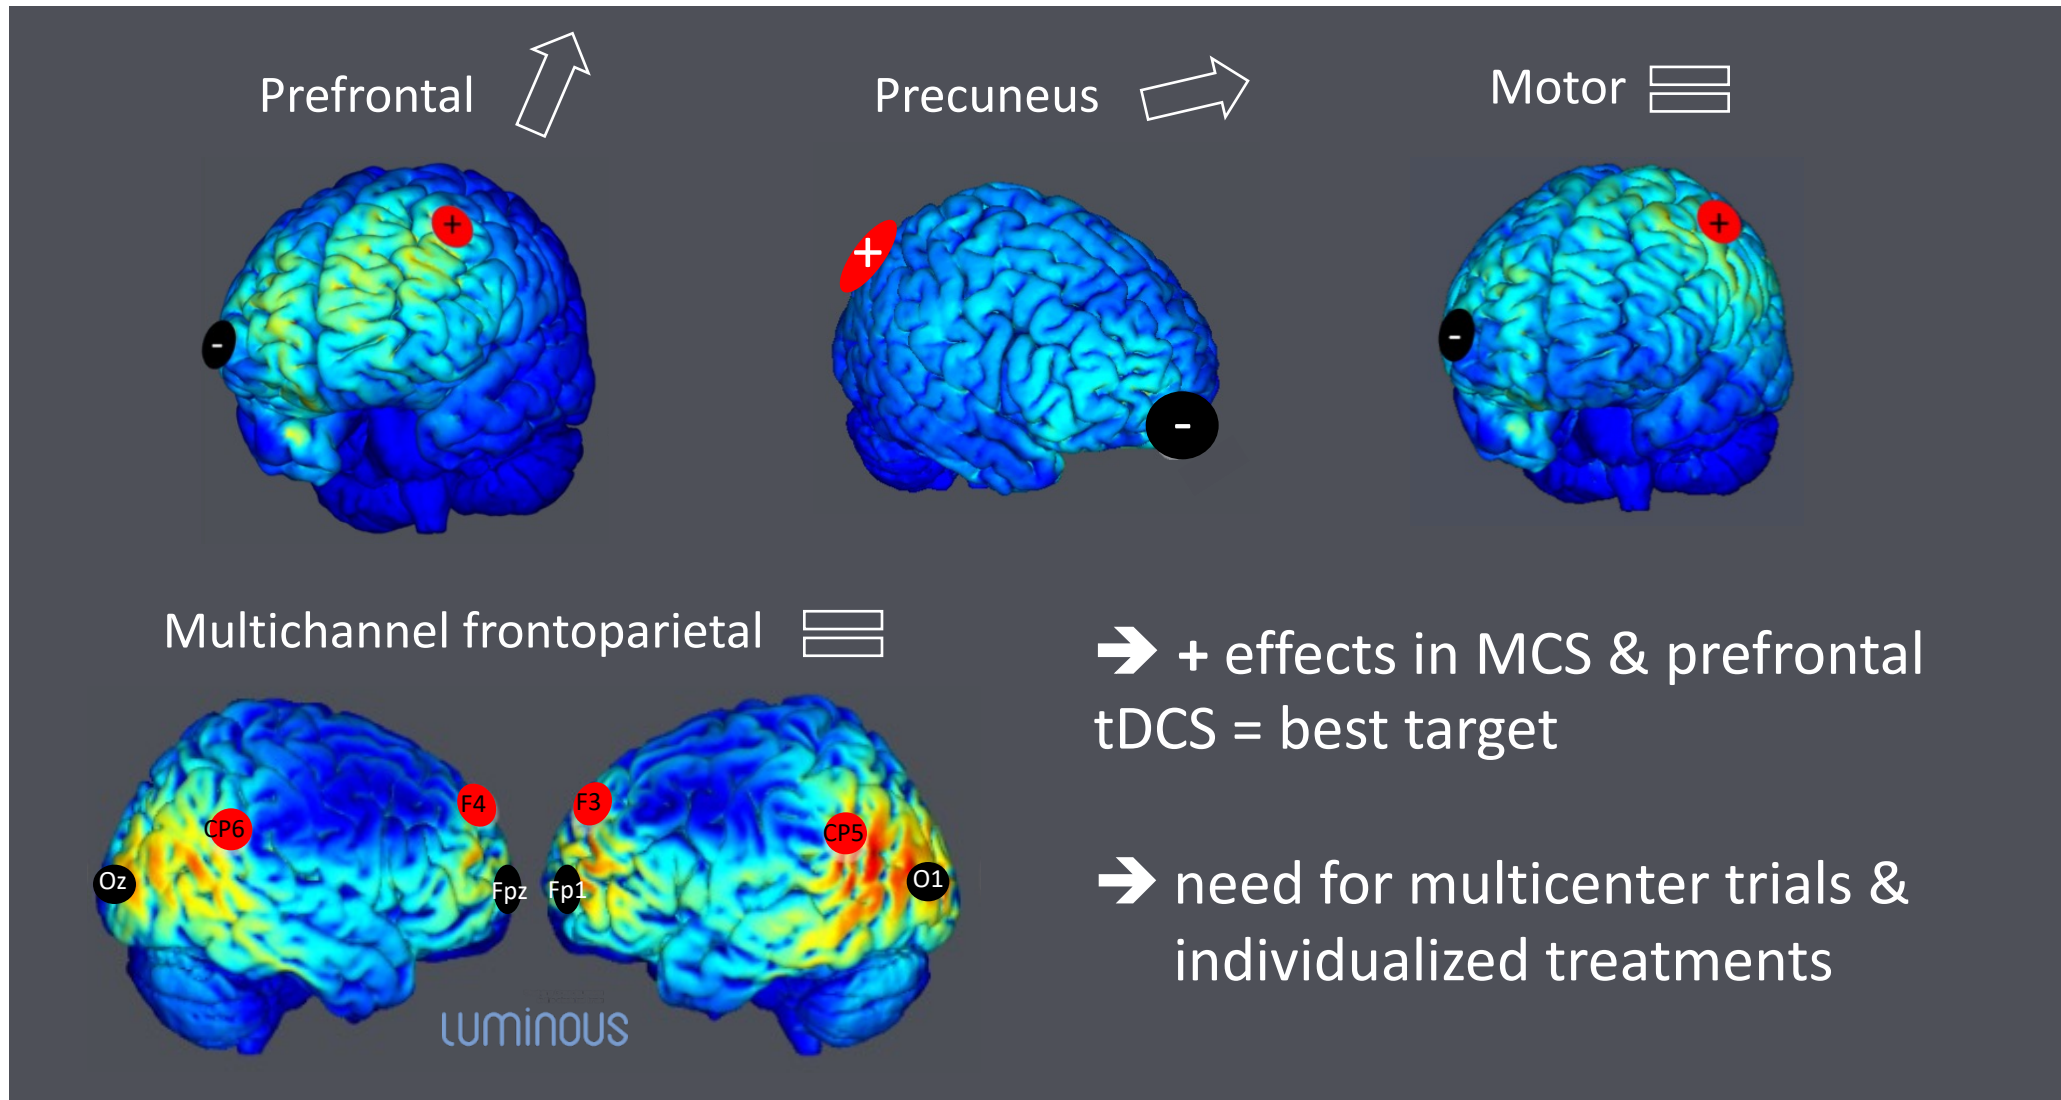 Prefrontal
Precuneus
Motor
+
-
+
-
+
-
Multichannel frontoparietal
➔ + effects in MCS & prefrontal
tDCS = best target
F4
CP6
Oz
Fpz
F3
CP5
Fp1
O1
➔ need for multicenter trials &
individualized treatments
LUMINOUS